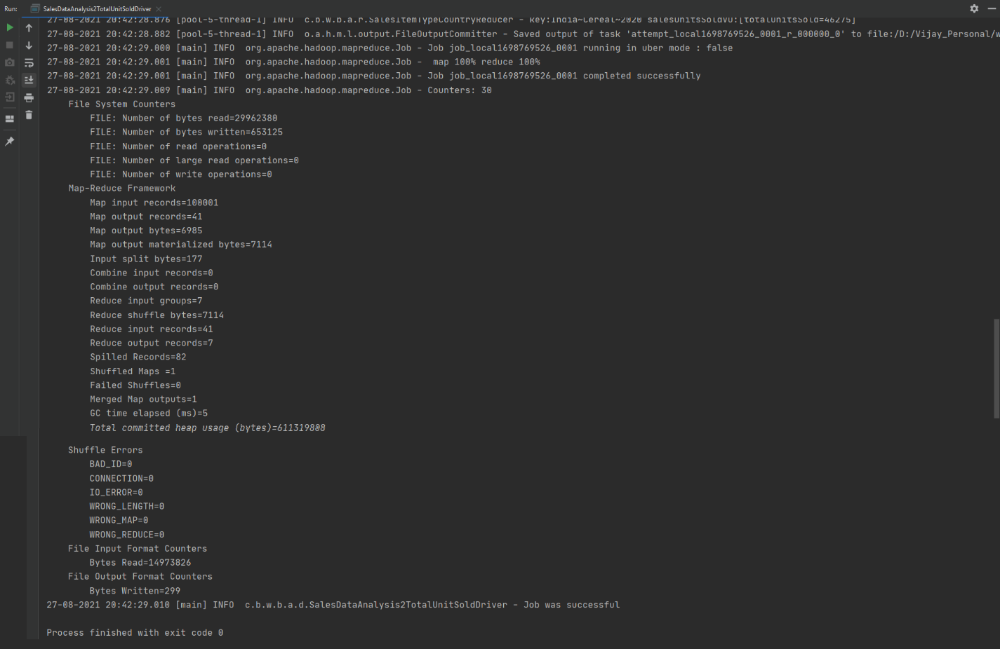 Run: SalesDataAnalysis2TotalUnitSoldDriver
27-08-2021 20:42:28.876 [pool-5-thread-1] INFO  c.b.w.b.a.r.SalesItemTypeCountryReducer - key:India~Cereal~2020 salesUnitsSoldVO:[totalUnitsSold=46275]
27-08-2021 20:42:28.882 [pool-5-thread-1] INFO  o.a.h.m.l.output.FileOutputCommitter - Saved output of task 'attempt_local1698769526_0001_r_000000_0' to file:/D:/Vijay_Personal/w
27-08-2021 20:42:29.000 [main] INFO  org.apache.hadoop.mapreduce.Job - Job job_local1698769526_0001 running in uber mode : false
27-08-2021 20:42:29.001 [main] INFO  org.apache.hadoop.mapreduce.Job -  map 100% reduce 100%
27-08-2021 20:42:29.001 [main] INFO  org.apache.hadoop.mapreduce.Job - Job job_local1698769526_0001 completed successfully
27-08-2021 20:42:29.009 [main] INFO  org.apache.hadoop.mapreduce.Job - Counters: 30
File System Counters
FILE: Number of bytes read=29962380
FILE: Number of bytes written=653125
FILE: Number of read operations=0
FILE: Number of large read operations=0
FILE: Number of write operations=0
Map-Reduce Framework
Map input records=100001
Map output records=41
Map output bytes=6985
Map output materialized bytes=7114
Input split bytes=177
Combine input records=0
Combine output records=0
Reduce input groups=7
Reduce shuffle bytes=7114
Reduce input records=41
Reduce output records=7
Spilled Records=82
Shuffled Maps =1
Failed Shuffles=0
Merged Map outputs=1
GC time elapsed (ms)=5
Total committed heap usage (bytes)=611319808
Shuffle Errors
BAD_ID=0
CONNECTION=0
IO_ERROR=0
WRONG_LENGTH=0
WRONG_MAP=0
WRONG_REDUCE=0
File Input Format Counters
Bytes Read=14973826
File Output Format Counters
Bytes Written=299
27-08-2021 20:42:29.010 [main] INFO  c.b.w.b.a.d.SalesDataAnalysis2TotalUnitSoldDriver - Job was successful
Process finished with exit code 0